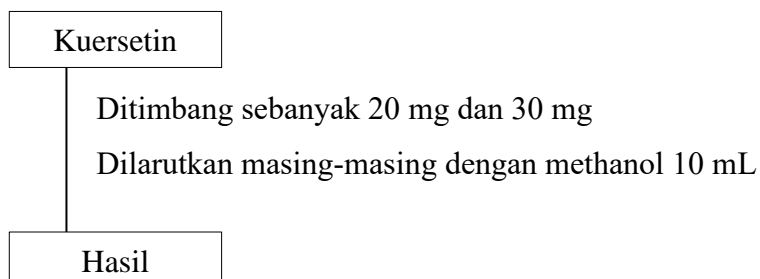 Kuersetin
Ditimbang sebanyak 20 mg dan 30 mg
Dilarutkan masing-masing dengan methanol 10 mL
Hasil